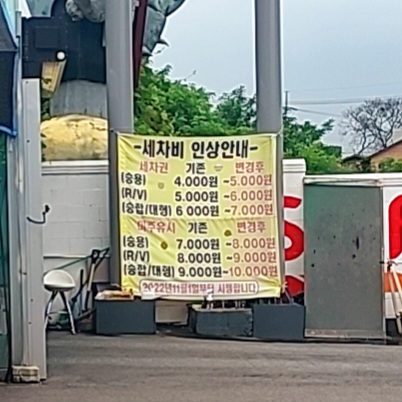 -세차비 인상안내-
세차권 기존 변경후
(승용) 4.000원 -5.000원
(R/V) 5.000원 -6.000원
(승합/대형) 6 000원 -7.000원
미주유시 기존 변경후
(승용) 7.000원 -8.000원
(R/V) 8.000원 -9.000원
(승합/대형) 9.000원 -10.000원
2022년11월1일부터 시행합니다